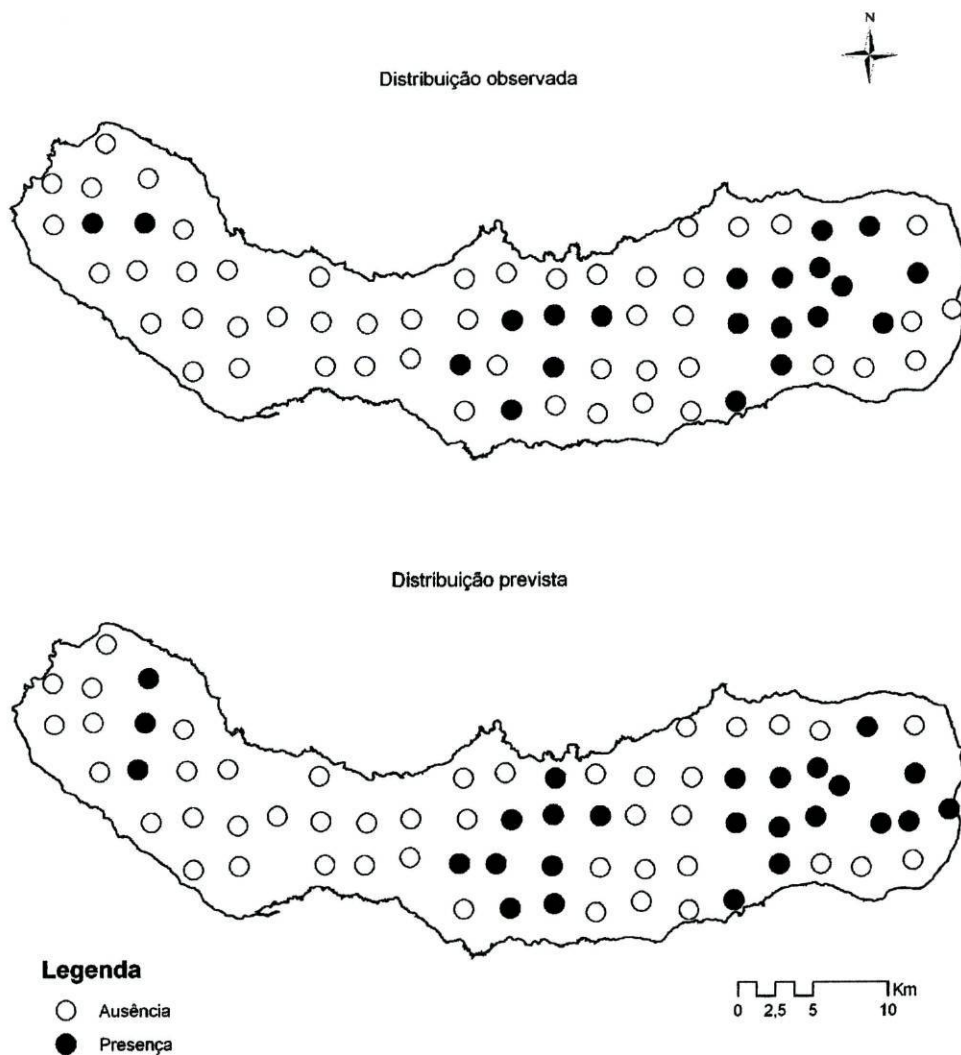 N
Distribuição observada
Distribuição prevista
Legenda
Ausência
Presença
Km
0 2,5 5 10